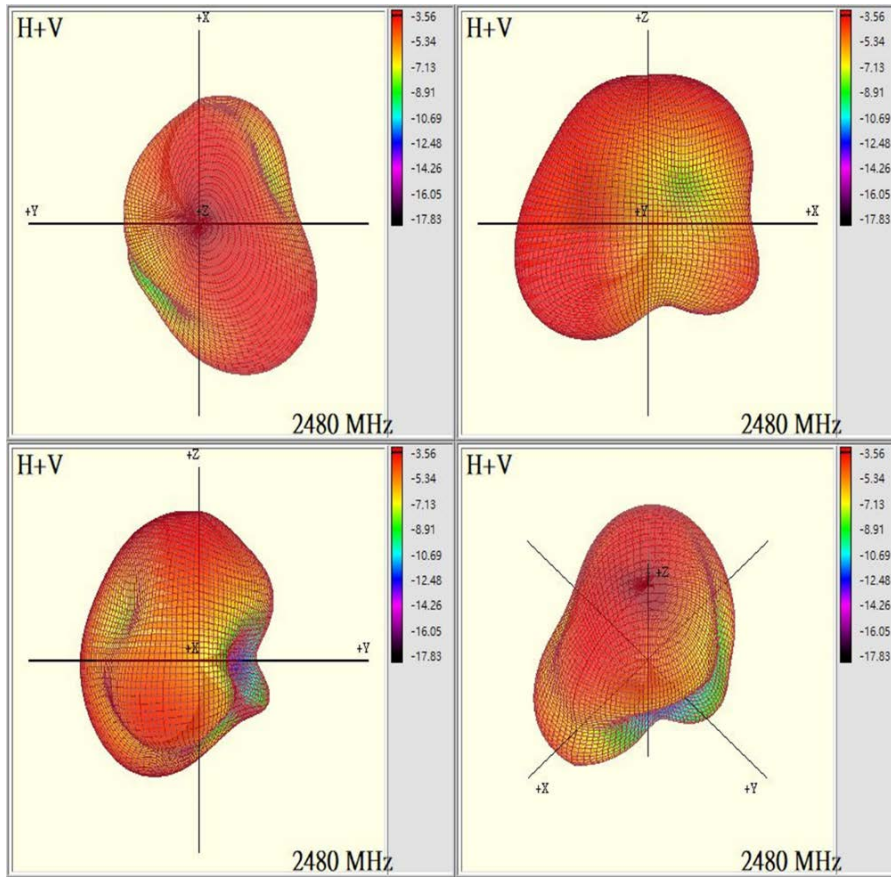 H+V
+X
+Y
+Z
2480 MHz
-3.56
-5.34
-7.13
-8.91
-10.69
-12.48
-14.26
-16.05
-17.83
H+V
+Z
+Y
+X
2480 MHz
-3.56
-5.34
-7.13
-8.91
-10.69
-12.48
-14.26
-16.05
-17.83
H+V
+Z
+X
+Y
2480 MHz
-3.56
-5.34
-7.13
-8.91
-10.69
-12.48
-14.26
-16.05
-17.83
H+V
+Z
+X
+Y
2480 MHz
-3.56
-5.34
-7.13
-8.91
-10.69
-12.48
-14.26
-16.05
-17.83